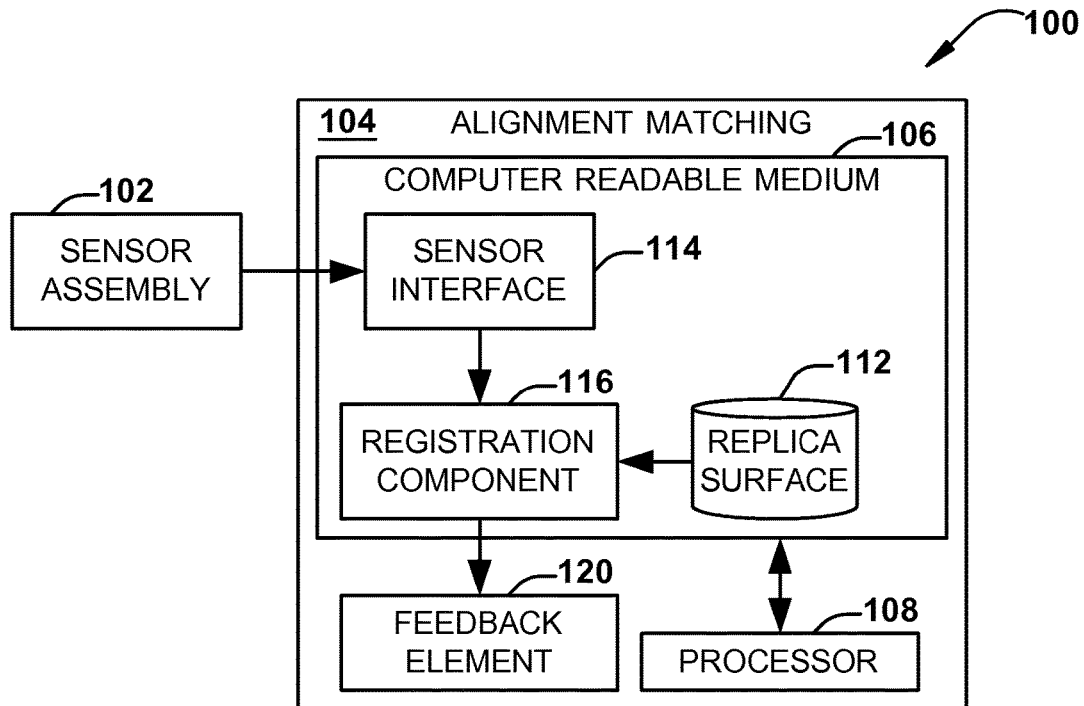 100
104 ALIGNMENT MATCHING
106
COMPUTER READABLE MEDIUM
102
SENSOR
ASSEMBLY
SENSOR
INTERFACE
114
116
REGISTRATION
COMPONENT
112
REPLICA
SURFACE
120
FEEDBACK
ELEMENT
108
PROCESSOR